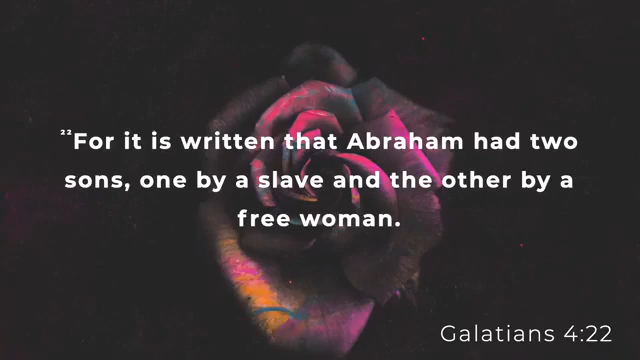 ²²For it is written that Abraham had two
sons, one by a slave and the other by a
free woman.
Galatians 4:22